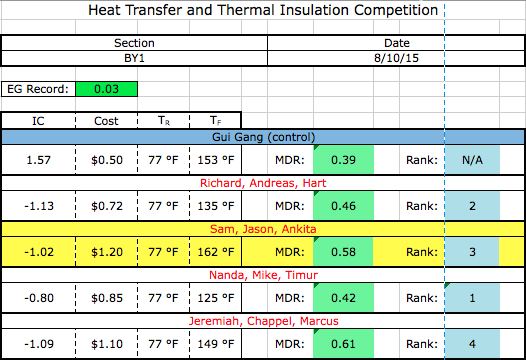 Heat Transfer and Thermal Insulation Competition
Section Date
BY1 8/10/15
EG Record: 0.03
IC Cost TR TF
Gui Gang (control)
1.57 $0.50 77 °F 153 °F MDR: 0.39 Rank: N/A
Richard, Andreas, Hart
-1.13 $0.72 77 °F 135 °F MDR: 0.46 Rank: 2
Sam, Jason, Ankita
-1.02 $1.20 77 °F 162 °F MDR: 0.58 Rank: 3
Nanda, Mike, Timur
-0.80 $0.85 77 °F 125 °F MDR: 0.42 Rank: 1
Jeremiah, Chappel, Marcus
-1.09 $1.10 77 °F 149 °F MDR: 0.61 Rank: 4